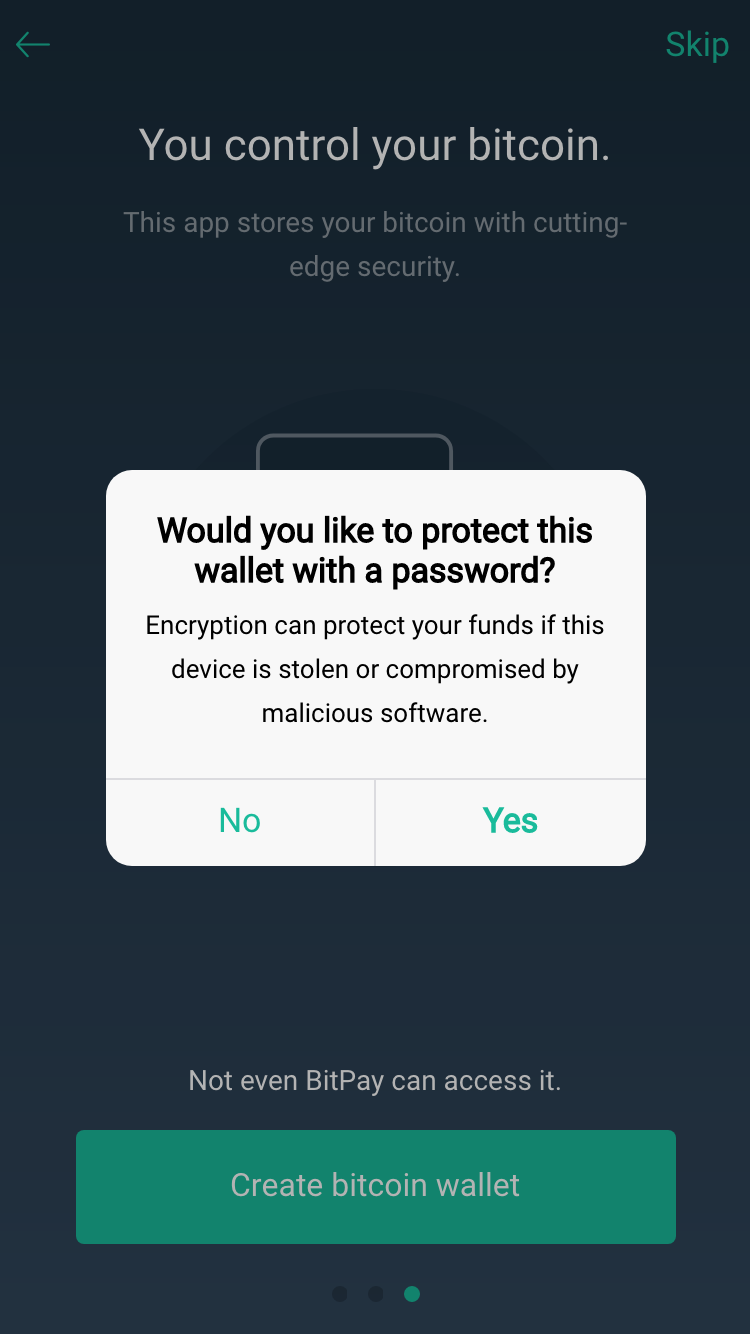 Skip
You control your bitcoin.
This app stores your bitcoin with cutting-
edge security.
Would you like to protect this
wallet with a password?
Encryption can protect your funds if this
device is stolen or compromised by
malicious software.
No
Yes
Not even BitPay can access it.
Create bitcoin wallet